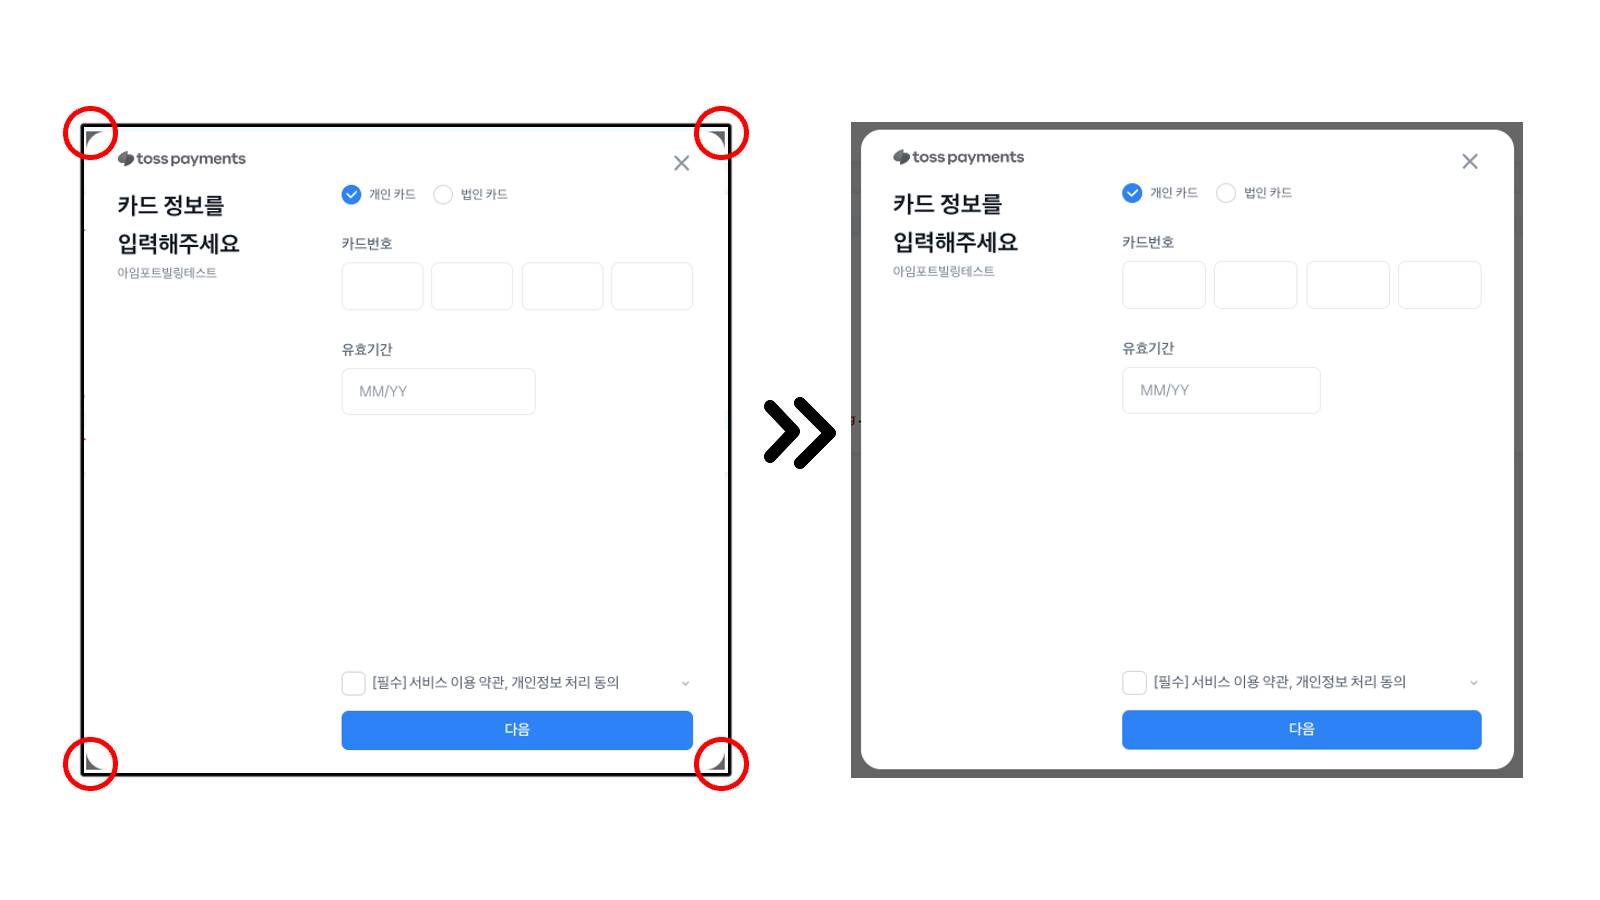 toss payments
카드 정보를
입력해주세요
아임포트빌링테스트
개인 카드
법인 카드
카드번호
유효기간
MM/YY
[필수] 서비스 이용 약관, 개인정보 처리 동의
다음
toss payments
카드 정보를
입력해주세요
아임포트빌링테스트
개인 카드
법인 카드
카드번호
유효기간
MM/YY
[필수] 서비스 이용 약관, 개인정보 처리 동의
다음